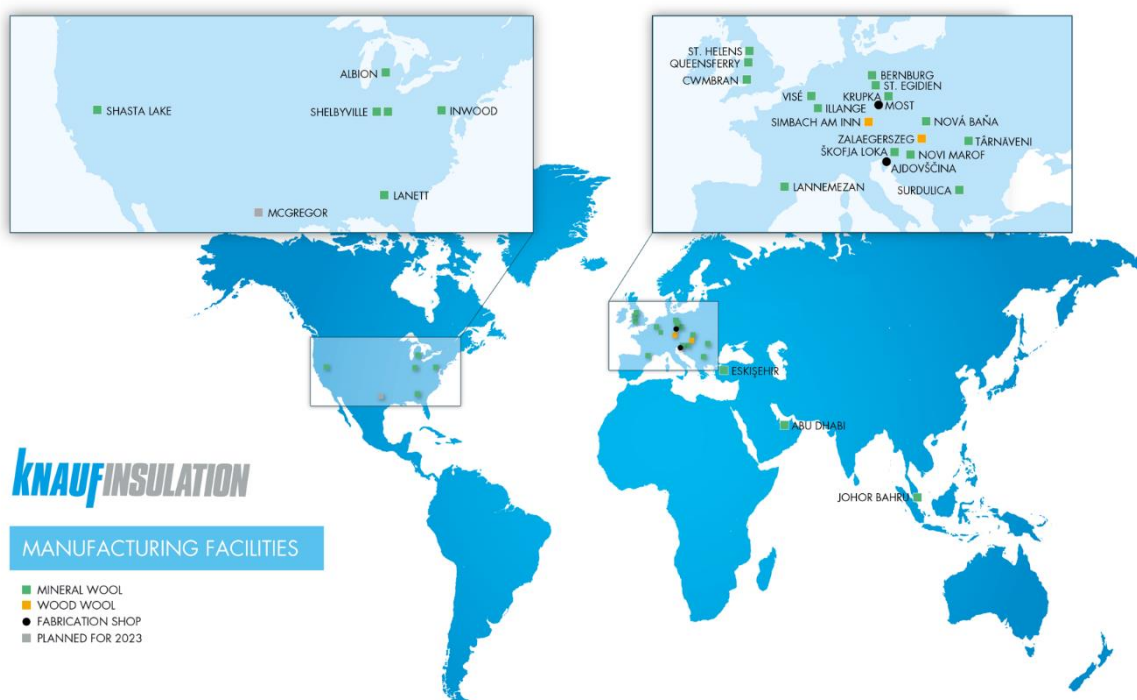 ALBION
SHASTA LAKE
SHELBYVILLE
INWOOD
LANETT
MCGREGOR
ST. HELENS
QUEENSFERRY
CWMBRAN
BERNBURG
ST. EGIDIEN
VISÉ
KRUPKA
ILLANGE
MOST
SIMBACH AM INN
NOVÁ BAŇA
ZALAEGERSZEG
TÂRNĂVENI
ŠKOFJA LOKA
NOVI MAROF
AJDOVŠČINA
LANNEMEZAN
SURDULICA
ESKIŞEHIR
ABU DHABI
JOHOR BAHRU
KNAUFINSULATION
MANUFACTURING FACILITIES
MINERAL WOOL
WOOD WOOL
FABRICATION SHOP
PLANNED FOR 2023